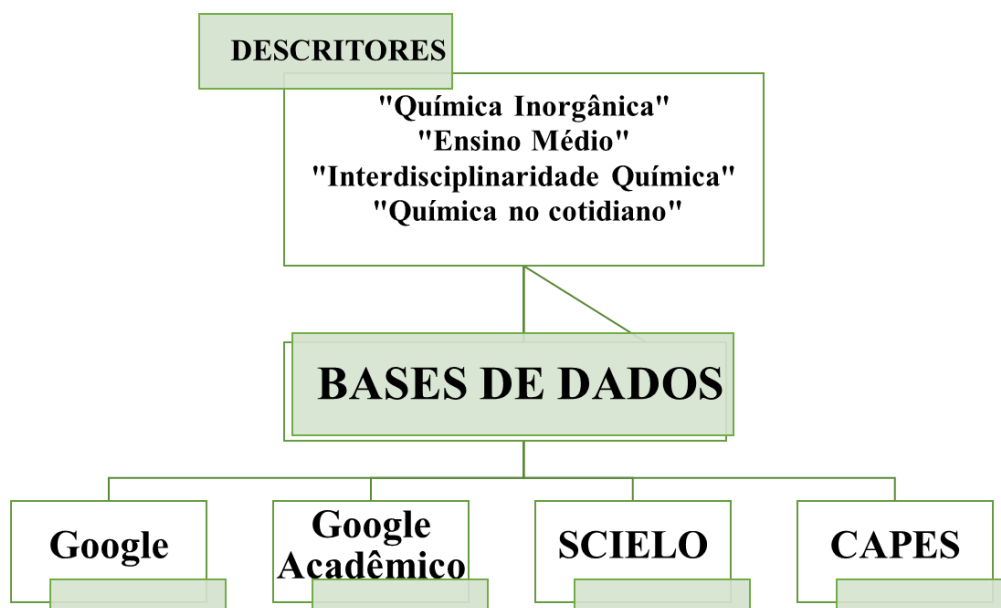 DESCRITORES
"Química Inorgânica"
"Ensino Médio"
"Interdisciplinaridade Química"
"Química no cotidiano"
BASES DE DADOS
Google
Google
Acadêmico
SCIELO
CAPES